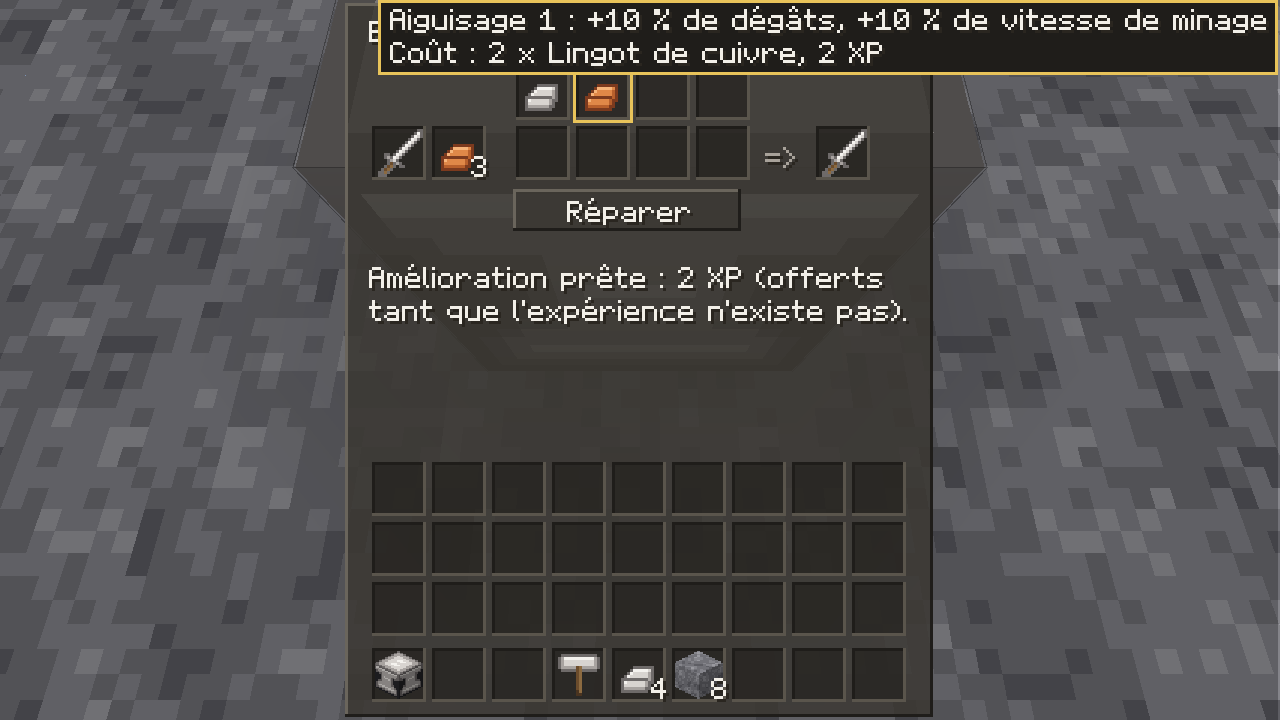 Aiguisage 1 : +10 % de dégâts, +10 % de vitesse de minage
Coût : 2 x Lingot de cuivre, 2 XP
3
Réparer
Amélioration prête : 2 XP (offerts
tant que l'expérience n'existe pas).
4
8